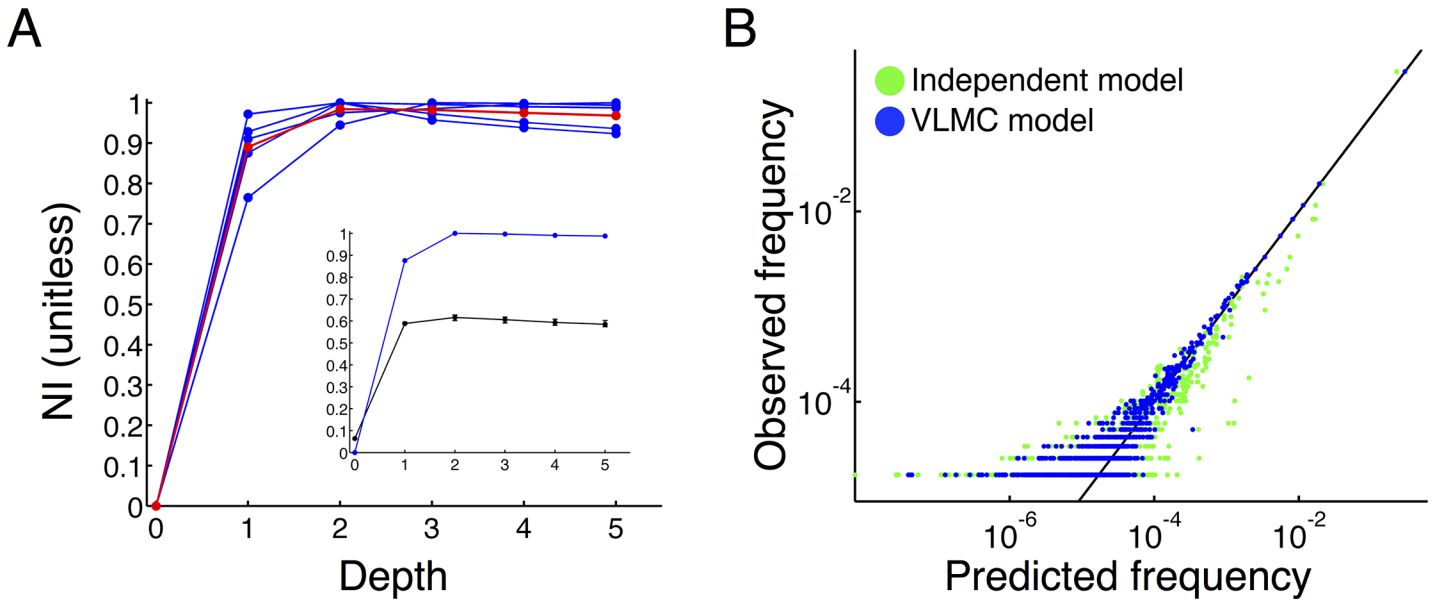 A
NI (unitless)
1
0.9
0.8
0.7
0.6
0.5
0.4
0.3
0.2
0.1
0
0 1 2 3 4 5
Depth
1
0.9
0.8
0.7
0.6
0.5
0.4
0.3
0.2
0.1
0
0 1 2 3 4 5
B
Independent model
VLMC model
Observed frequency
10⁻²
10⁻⁴
10⁻⁶ 10⁻⁴ 10⁻²
Predicted frequency